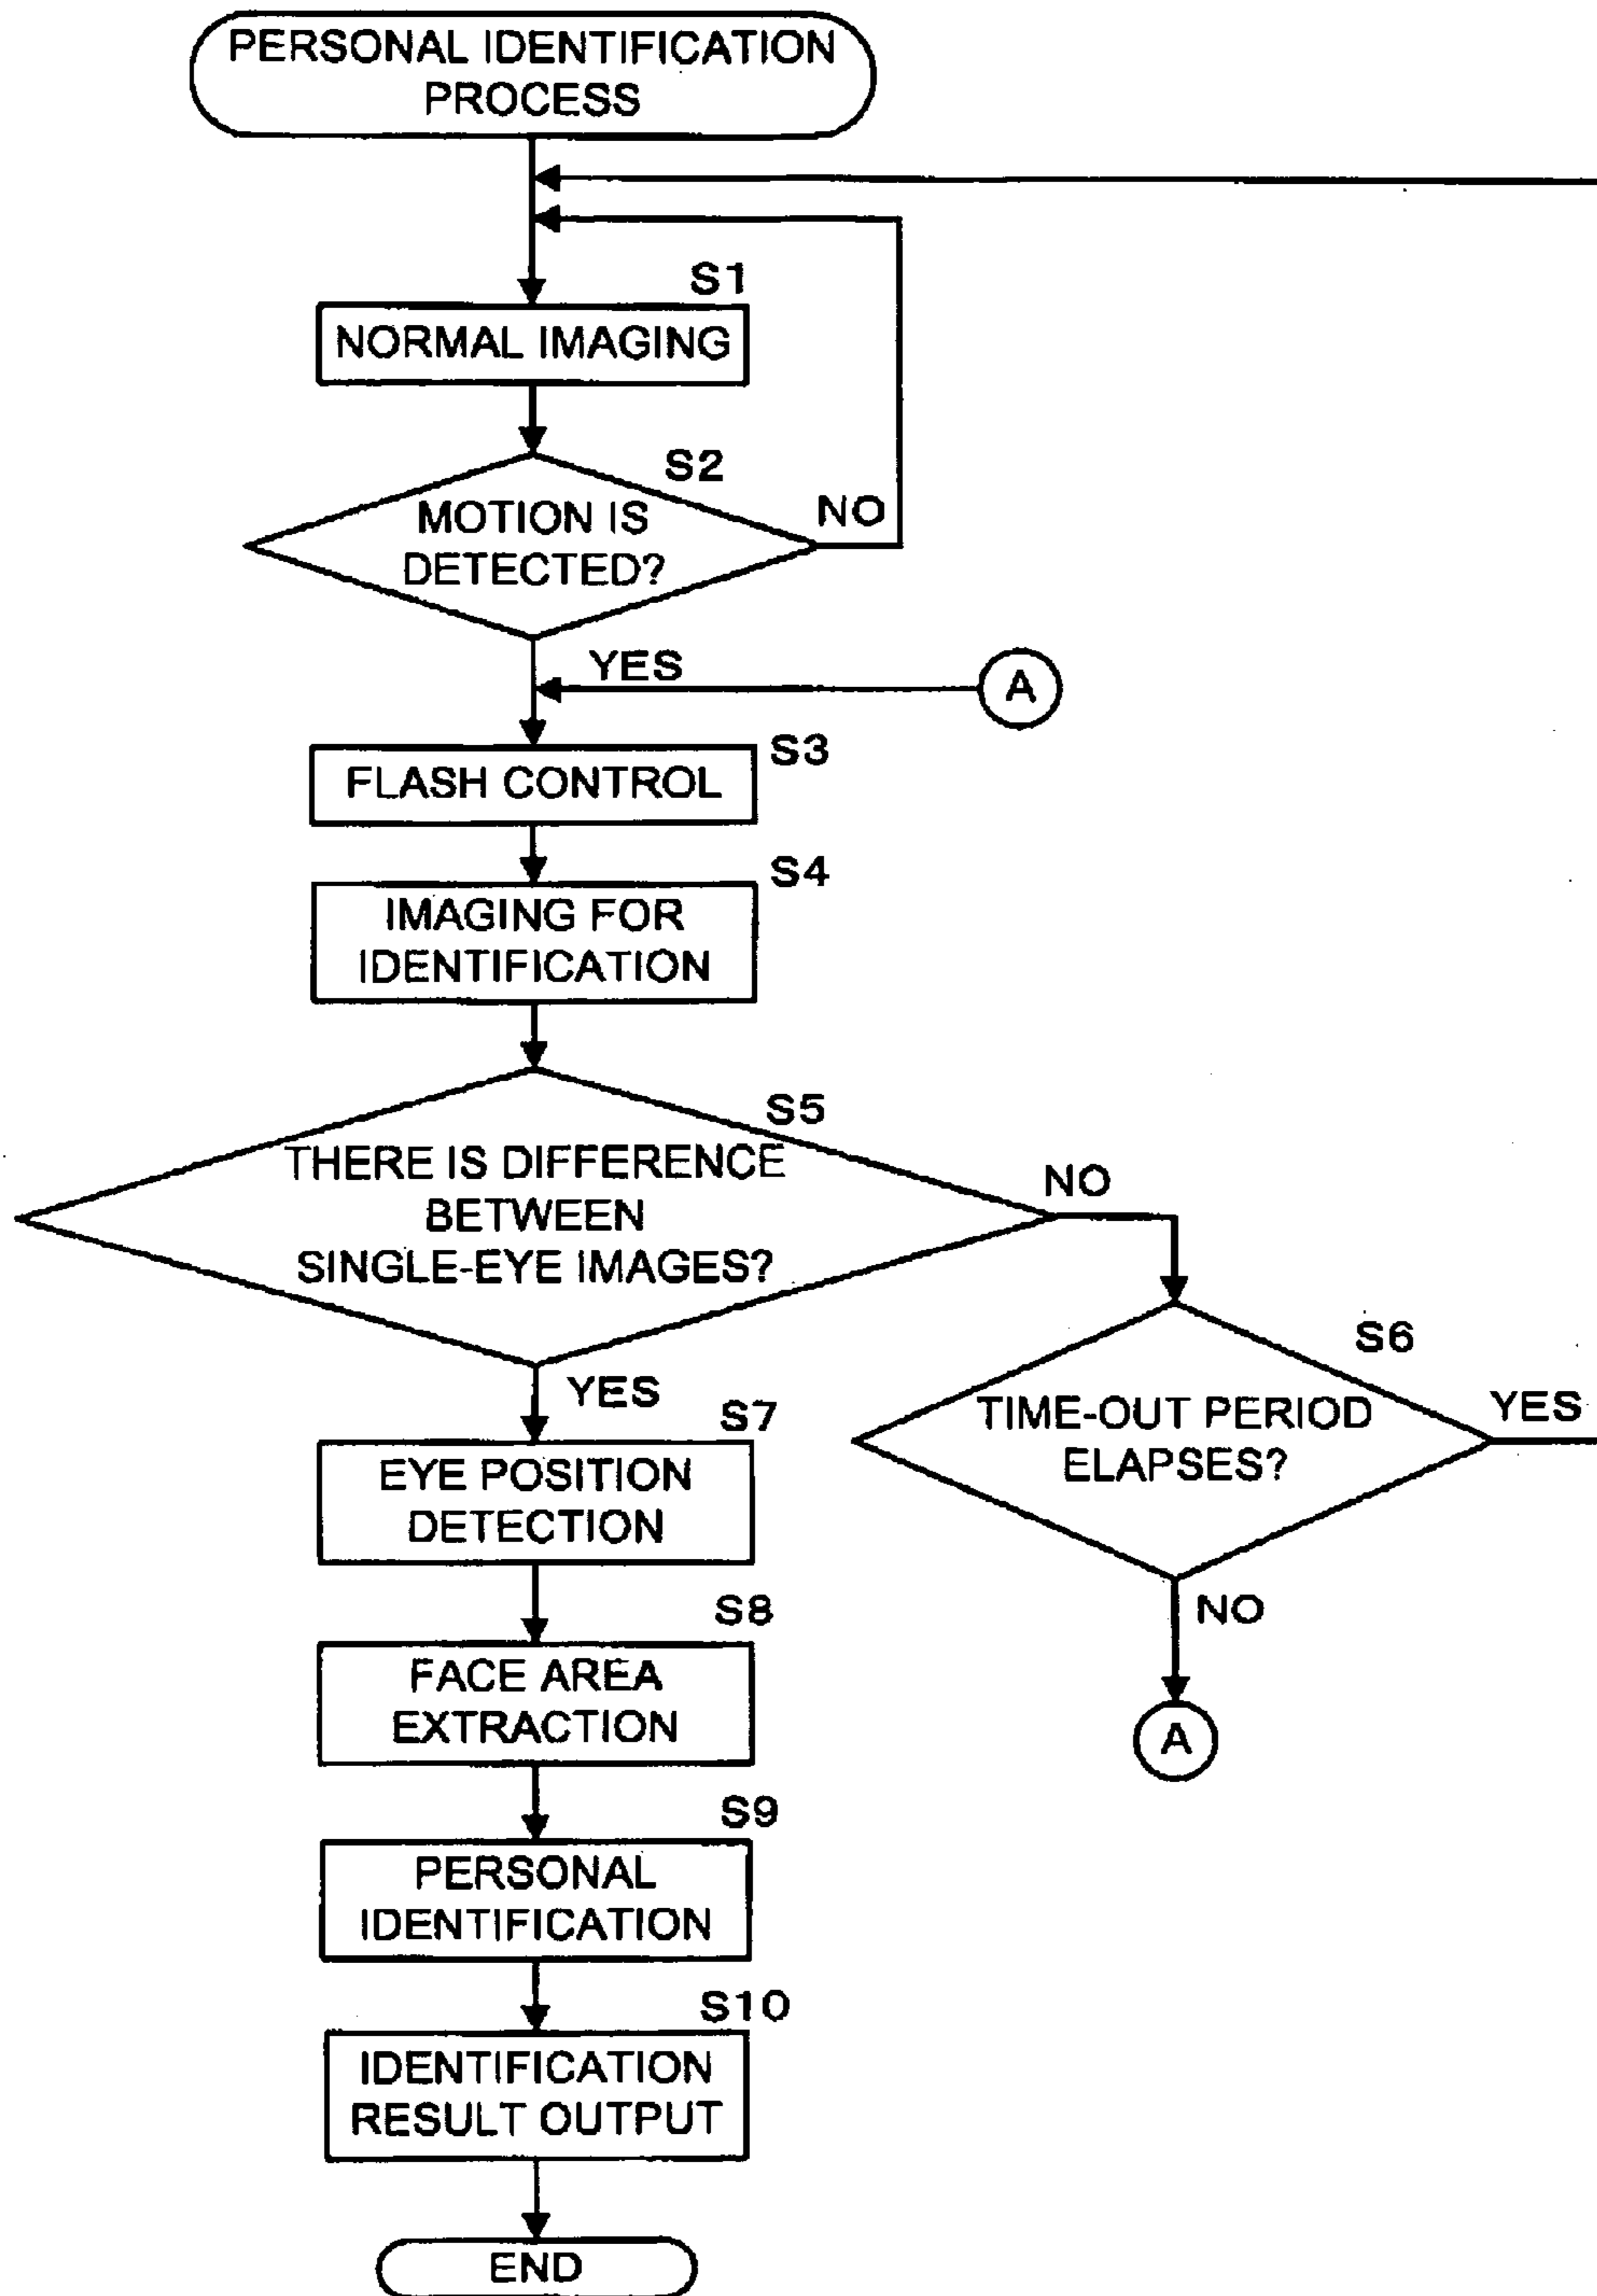 PERSONAL IDENTIFICATION
PROCESS
S1
NORMAL IMAGING
S2
MOTION IS
DETECTED?
NO
YES
A
S3
FLASH CONTROL
S4
IMAGING FOR
IDENTIFICATION
S5
THERE IS DIFFERENCE
BETWEEN
SINGLE-EYE IMAGES?
NO
YES
S6
TIME-OUT PERIOD
ELAPSES?
YES
NO
A
S7
EYE POSITION
DETECTION
S8
FACE AREA
EXTRACTION
S9
PERSONAL
IDENTIFICATION
S10
IDENTIFICATION
RESULT OUTPUT
END